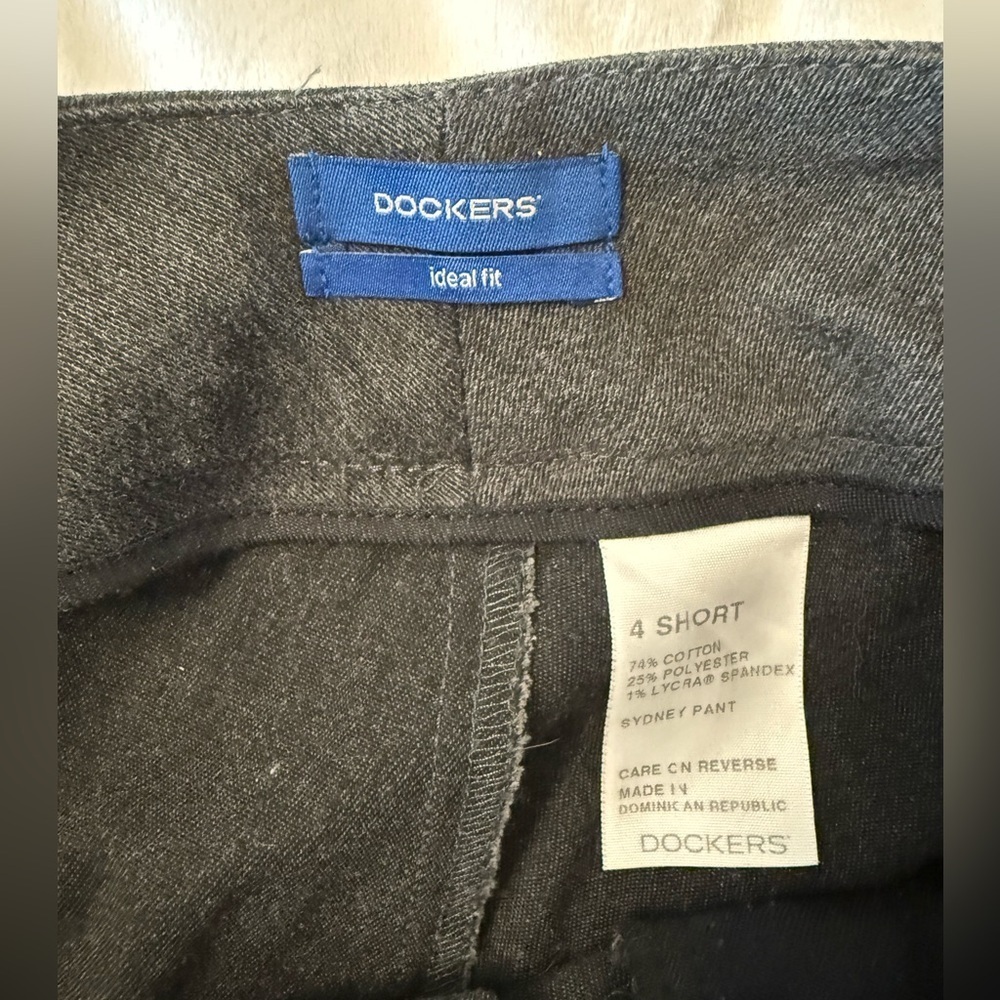 DOCKERS
ideal fit
4 SHORT
74% COTTON
25% POLYESTER
1% LYCRA® SPANDEX
SYDNEY PANT
CARE ON REVERSE
MADE IN
DOMINICAN REPUBLIC
DOCKERS